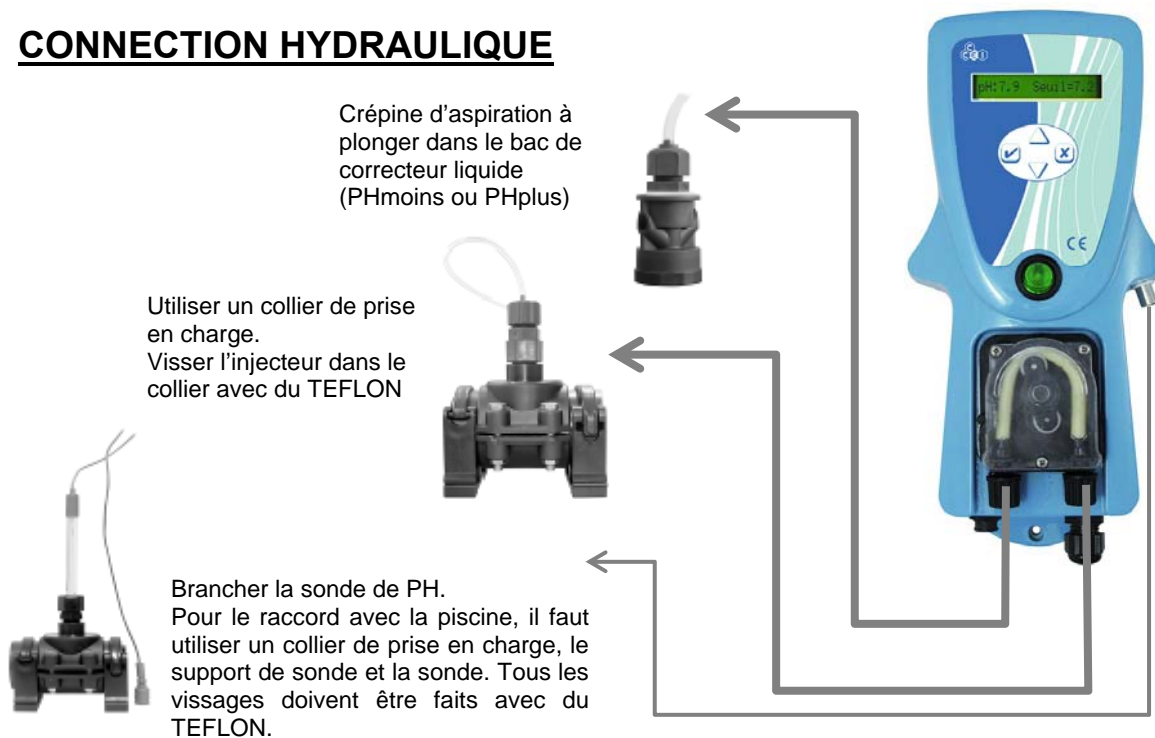 CONNECTION HYDRAULIQUE
Crépine d'aspiration à
plonger dans le bac de
correcteur liquide
(PHmoins ou PHplus)
Utiliser un collier de prise
en charge.
Visser l'injecteur dans le
collier avec du TEFLON
Brancher la sonde de PH.
Pour le raccord avec la piscine, il faut
utiliser un collier de prise en charge, le
support de sonde et la sonde. Tous les
vissages doivent être faits avec du
TEFLON.
CCEI
pH:7.9 Seuil=7.2
CE